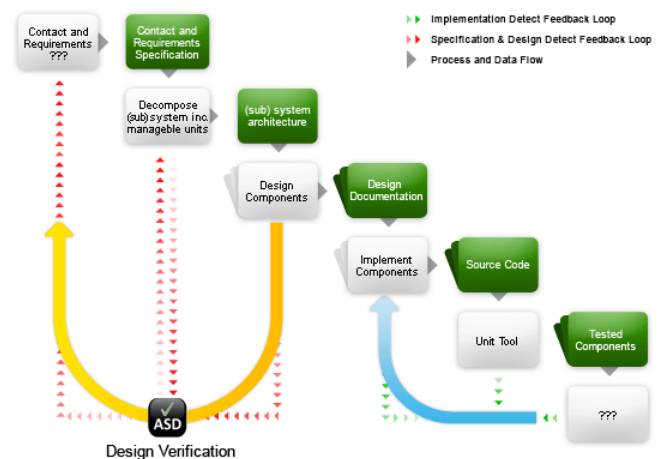 Contact and
Requirements
???
Contact and
Requirements
Specification
Implementation Detect Feedback Loop
Specification & Design Detect Feedback Loop
Process and Data Flow
Decompose
(sub) system inc.
manageble units
(sub) system
architecture
Design
Components
Design
Documentation
Implement
Components
Source Code
Unit Tool
Tested
Components
???
ASD
Design Verification